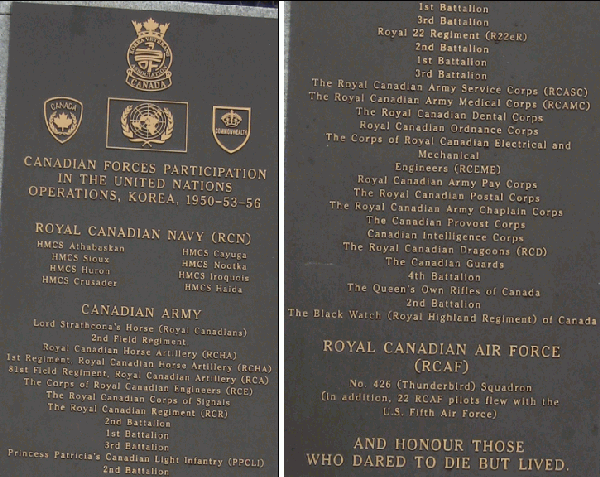 CANADA
CANADA
COMMONWEALTH
CANADIAN FORCES PARTICIPATION
IN THE UNITED NATIONS
OPERATIONS, KOREA, 1950-53-56
ROYAL CANADIAN NAVY (RCN)
HMCS Athabaskan
HMCS Sioux
HMCS Huron
HMCS Crusader
HMCS Cayuga
HMCS Nootka
HMCS Iroquois
HMCS Haida
CANADIAN ARMY
Lord Strathcona's Horse (Royal Canadians)
2nd Field Regiment
Royal Canadian Horse Artillery (RCHA)
1st Regiment, Royal Canadian Horse Artillery (RCHA)
81st Field Regiment, Royal Canadian Artillery (RCA)
The Corps of Royal Canadian Engineers (RCE)
The Royal Canadian Corps of Signals
The Royal Canadian Regiment (RCR)
2nd Battalion
1st Battalion
3rd Battalion
Princess Patricia's Canadian Light Infantry (PPCLI)
2nd Battalion
1st Battalion
3rd Battalion
Royal 22 Regiment (R22eR)
2nd Battalion
1st Battalion
3rd Battalion
The Royal Canadian Army Service Corps (RCASC)
The Royal Canadian Army Medical Corps (RCAMC)
The Royal Canadian Dental Corps
Royal Canadian Ordnance Corps
The Corps of Royal Canadian Electrical and
Mechanical
Engineers (RCEME)
Royal Canadian Army Pay Corps
The Royal Canadian Postal Corps
The Royal Canadian Army Chaplain Corps
The Canadian Provost Corps
Canadian Intelligence Corps
The Royal Canadian Dragoons (RCD)
The Canadian Guards
4th Battalion
The Queen's Own Rifles of Canada
2nd Battalion
The Black Watch (Royal Highland Regiment) of Canada
ROYAL CANADIAN AIR FORCE
(RCAF)
No. 426 (Thunderbird) Squadron
(In addition, 22 RCAF pilots flew with the
U.S. Fifth Air Force)
AND HONOUR THOSE
WHO DARED TO DIE BUT LIVED.